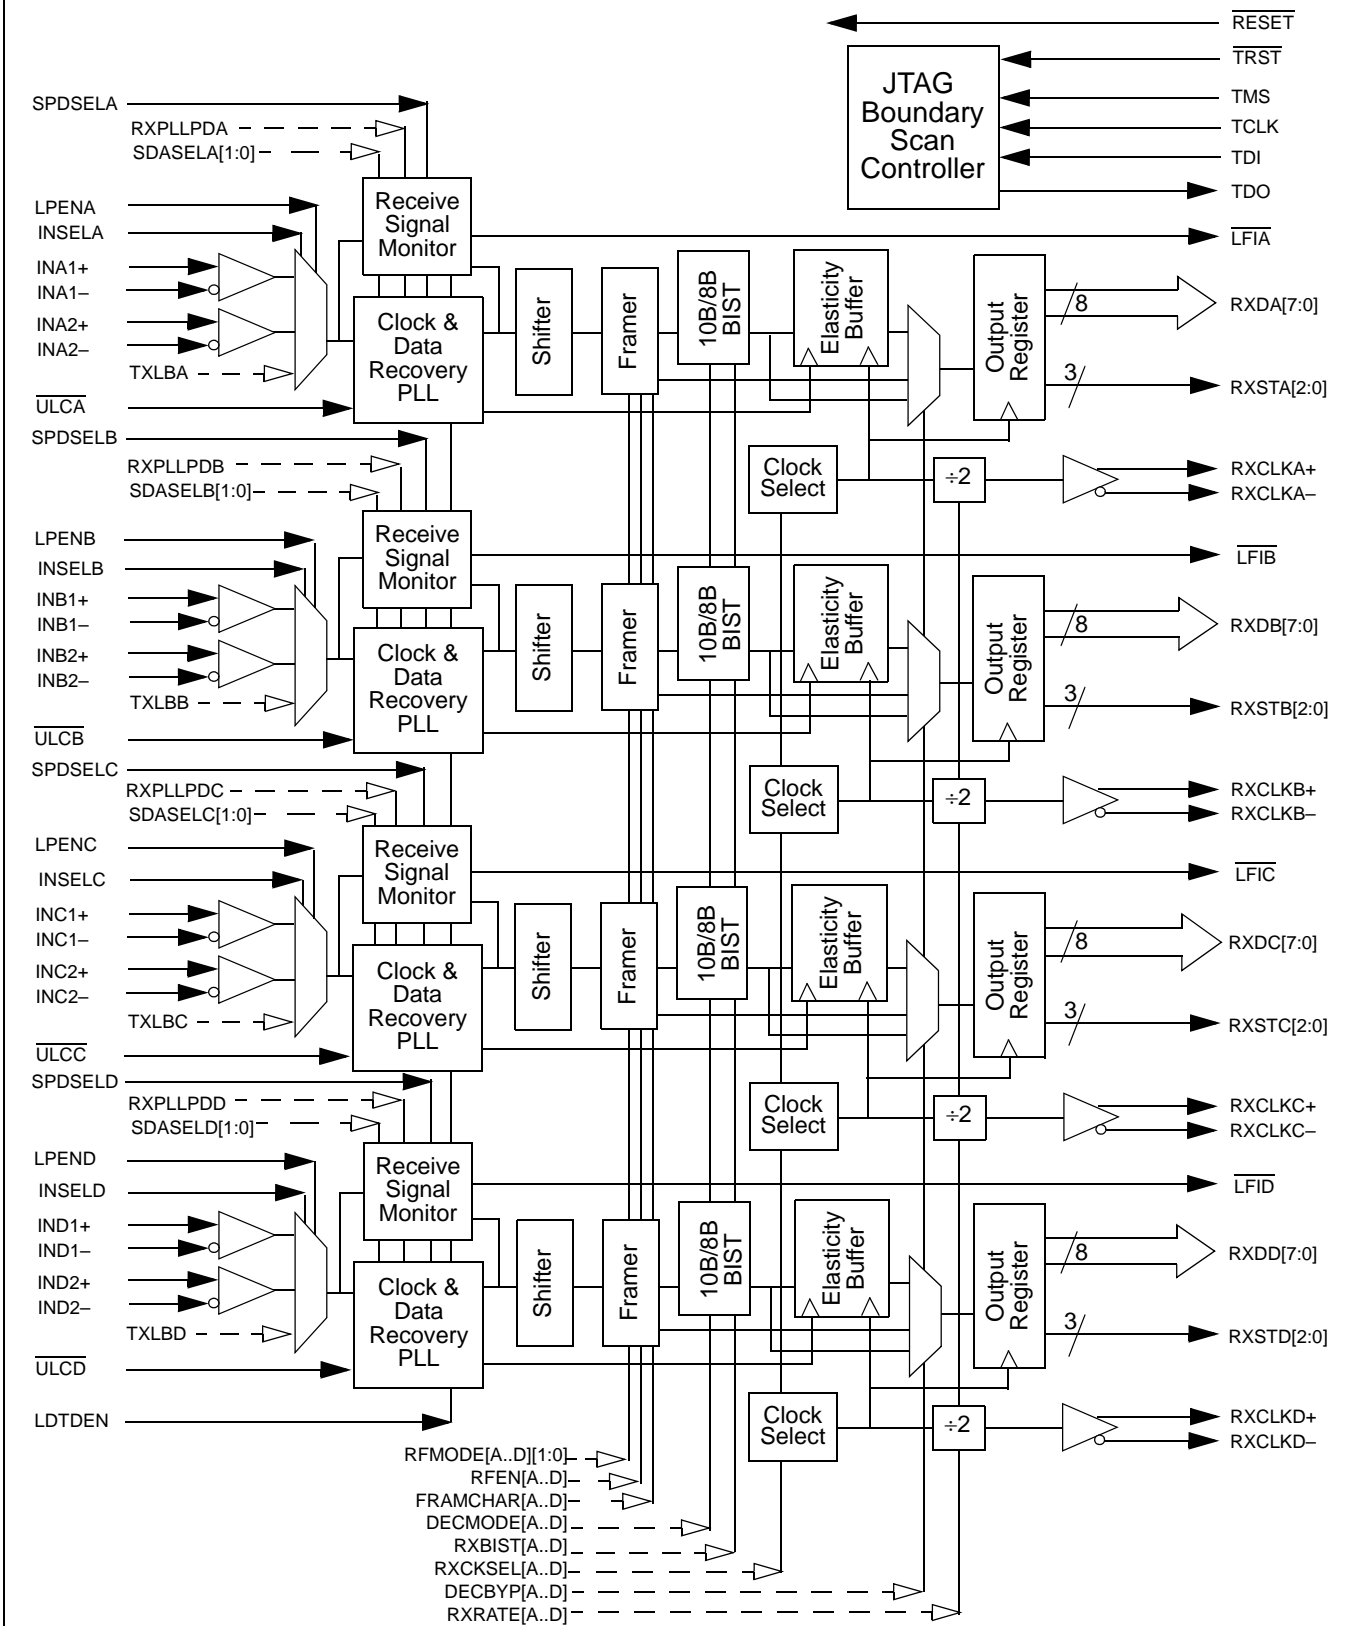 RESET
TRST
TMS
TCLK
TDI
TDO
JTAG
Boundary
Scan
Controller
SPDSELA
RXPLLPDA
SDASELA[1:0]
LPENA
INSELA
INA1+
INA1–
INA2+
INA2–
TXLBA
ULCA
Receive
Signal
Monitor
Clock &
Data
Recovery
PLL
Shifter
Framer
10B/8B
BIST
Elasticity
Buffer
Output
Register
Clock
Select
÷2
8
3
LFIA
RXDA[7:0]
RXSTA[2:0]
RXCLKA+
RXCLKA–
SPDSELB
RXPLLPDB
SDASELB[1:0]
LPENB
INSELB
INB1+
INB1–
INB2+
INB2–
TXLBB
ULCB
Receive
Signal
Monitor
Clock &
Data
Recovery
PLL
Shifter
Framer
10B/8B
BIST
Elasticity
Buffer
Output
Register
Clock
Select
÷2
8
3
LFIB
RXDB[7:0]
RXSTB[2:0]
RXCLKB+
RXCLKB–
SPDSELC
RXPLLPDC
SDASELC[1:0]
LPENC
INSELC
INC1+
INC1–
INC2+
INC2–
TXLBC
ULCC
Receive
Signal
Monitor
Clock &
Data
Recovery
PLL
Shifter
Framer
10B/8B
BIST
Elasticity
Buffer
Output
Register
Clock
Select
÷2
8
3
LFIC
RXDC[7:0]
RXSTC[2:0]
RXCLKC+
RXCLKC–
SPDSELD
RXPLLPDD
SDASELD[1:0]
LPEND
INSELD
IND1+
IND1–
IND2+
IND2–
TXLBD
ULCD
Receive
Signal
Monitor
Clock &
Data
Recovery
PLL
Shifter
Framer
10B/8B
BIST
Elasticity
Buffer
Output
Register
Clock
Select
÷2
8
3
LFID
RXDD[7:0]
RXSTD[2:0]
RXCLKD+
RXCLKD–
LDTDEN
RFMODE[A..D][1:0]
RFEN[A..D]
FRAMCHAR[A..D]
DECMODE[A..D]
RXBIST[A..D]
RXCKSEL[A..D]
DECBYP[A..D]
RXRATE[A..D]